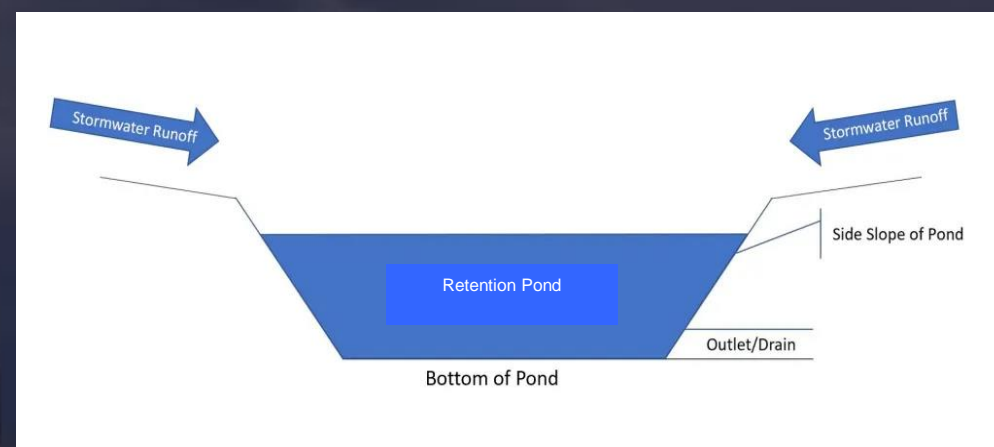 Stormwater Runoff
Stormwater Runoff
Side Slope of Pond
Retention Pond
Outlet/Drain
Bottom of Pond